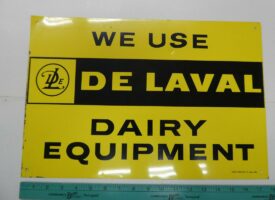 WE USE
DE LAVAL
DAIRY
EQUIPMENT